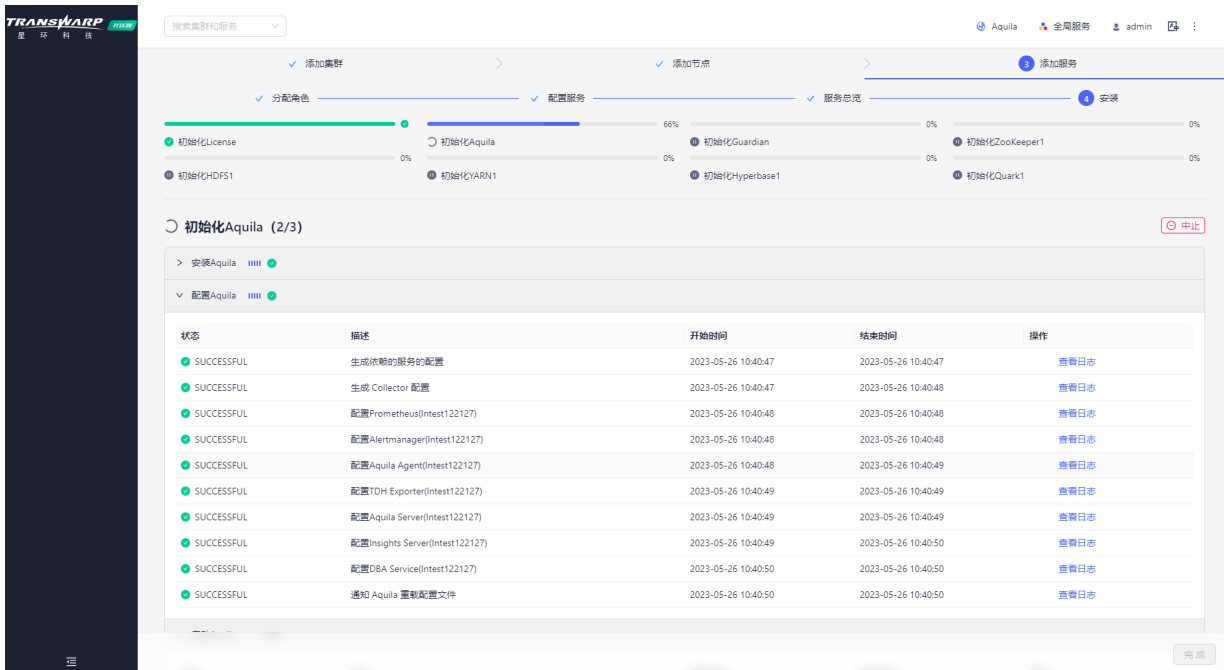 TRANSWARP 社区版
星环科技
搜索集群和服务
Aquila 全局服务 admin
添加集群 添加节点 3 添加服务
分配角色 配置服务 服务总览 4 安装
66% 0% 0%
初始化License 初始化Aquila 初始化Guardian 初始化ZooKeeper1
0% 0% 0% 0%
初始化HDFS1 初始化YARN1 初始化Hyperbase1 初始化Quark1
初始化Aquila（2/3） 中止
安装Aquila
配置Aquila
状态 描述 开始时间 结束时间 操作
SUCCESSFUL 生成依赖的服务的配置 2023-05-26 10:40:47 2023-05-26 10:40:47 查看日志
SUCCESSFUL 生成 Collector 配置 2023-05-26 10:40:47 2023-05-26 10:40:48 查看日志
SUCCESSFUL 配置Prometheus(lntest122127) 2023-05-26 10:40:48 2023-05-26 10:40:48 查看日志
SUCCESSFUL 配置Alertmanager(lntest122127) 2023-05-26 10:40:48 2023-05-26 10:40:48 查看日志
SUCCESSFUL 配置Aquila Agent(lntest122127) 2023-05-26 10:40:48 2023-05-26 10:40:49 查看日志
SUCCESSFUL 配置TDH Exporter(lntest122127) 2023-05-26 10:40:49 2023-05-26 10:40:49 查看日志
SUCCESSFUL 配置Aquila Server(lntest122127) 2023-05-26 10:40:49 2023-05-26 10:40:49 查看日志
SUCCESSFUL 配置Insights Server(lntest122127) 2023-05-26 10:40:49 2023-05-26 10:40:50 查看日志
SUCCESSFUL 配置DBA Service(lntest122127) 2023-05-26 10:40:50 2023-05-26 10:40:50 查看日志
SUCCESSFUL 通知 Aquila 重载配置文件 2023-05-26 10:40:50 2023-05-26 10:40:50 查看日志
完成